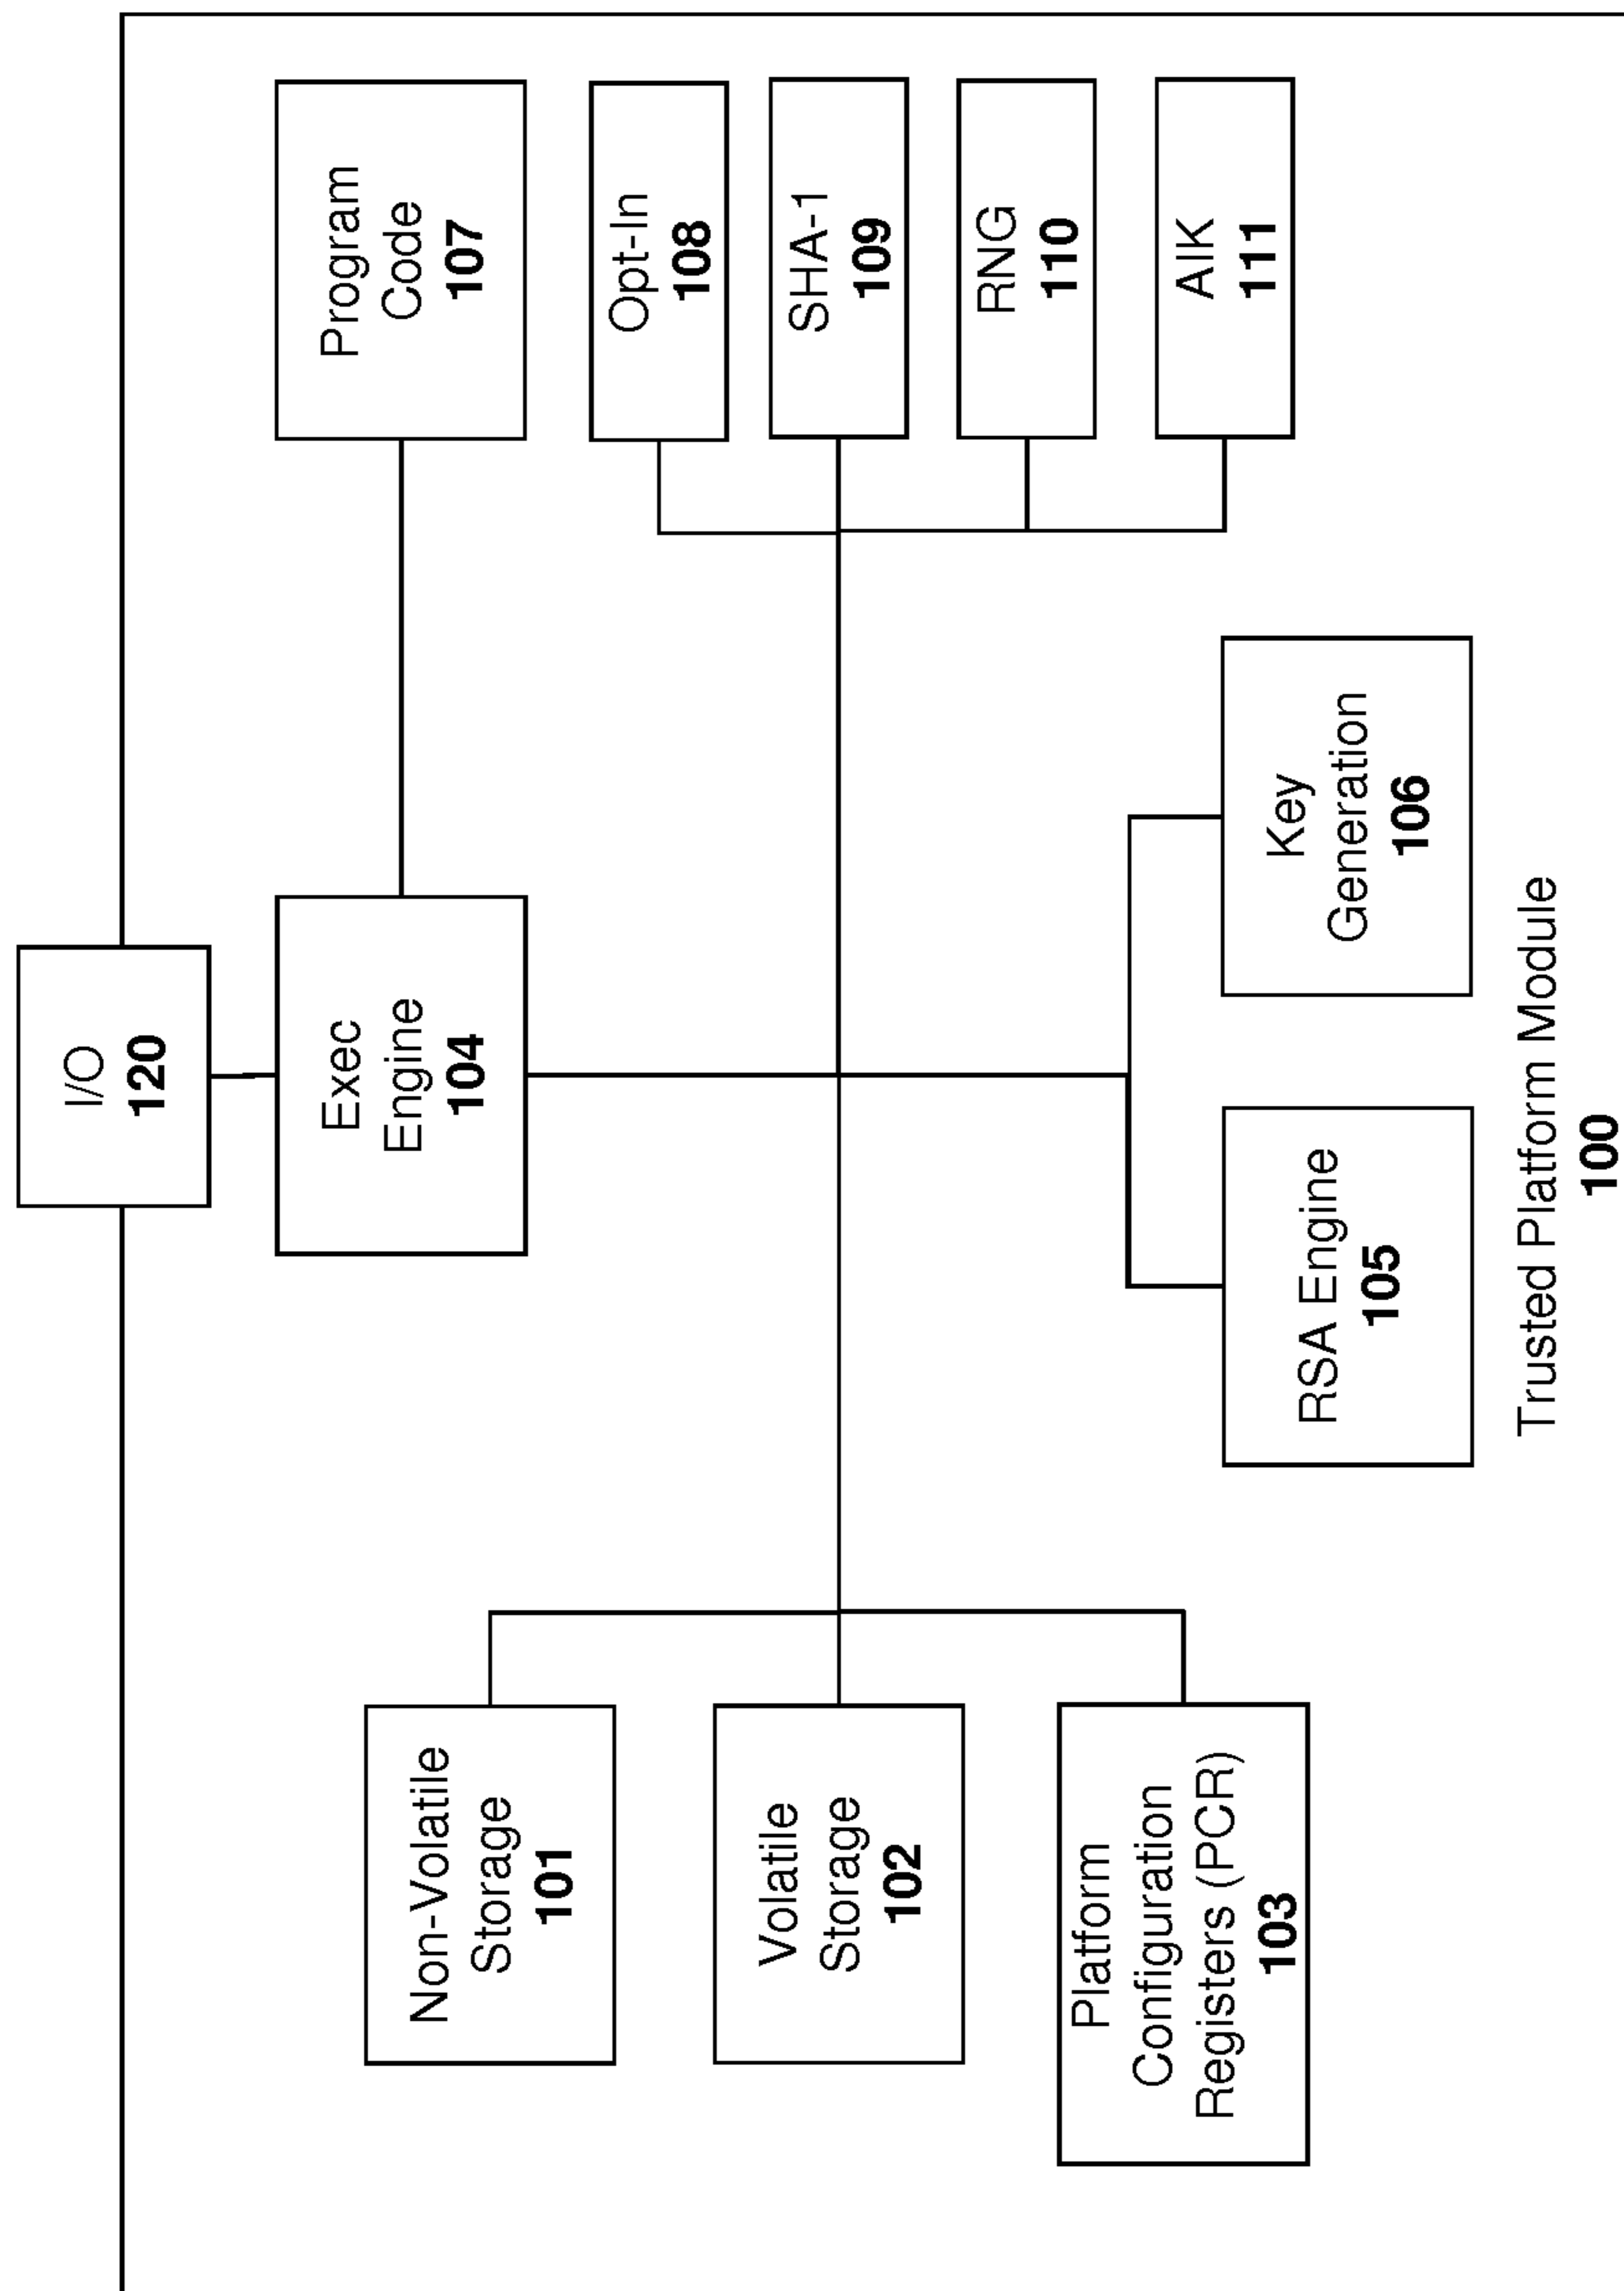 I/O
120
Exec
Engine
104
Program
Code
107
Non-Volatile
Storage
101
Volatile
Storage
102
Platform
Configuration
Registers (PCR)
103
Opt-In
108
SHA-1
109
RNG
110
AIK
111
RSA Engine
105
Key
Generation
106
Trusted Platform Module
100